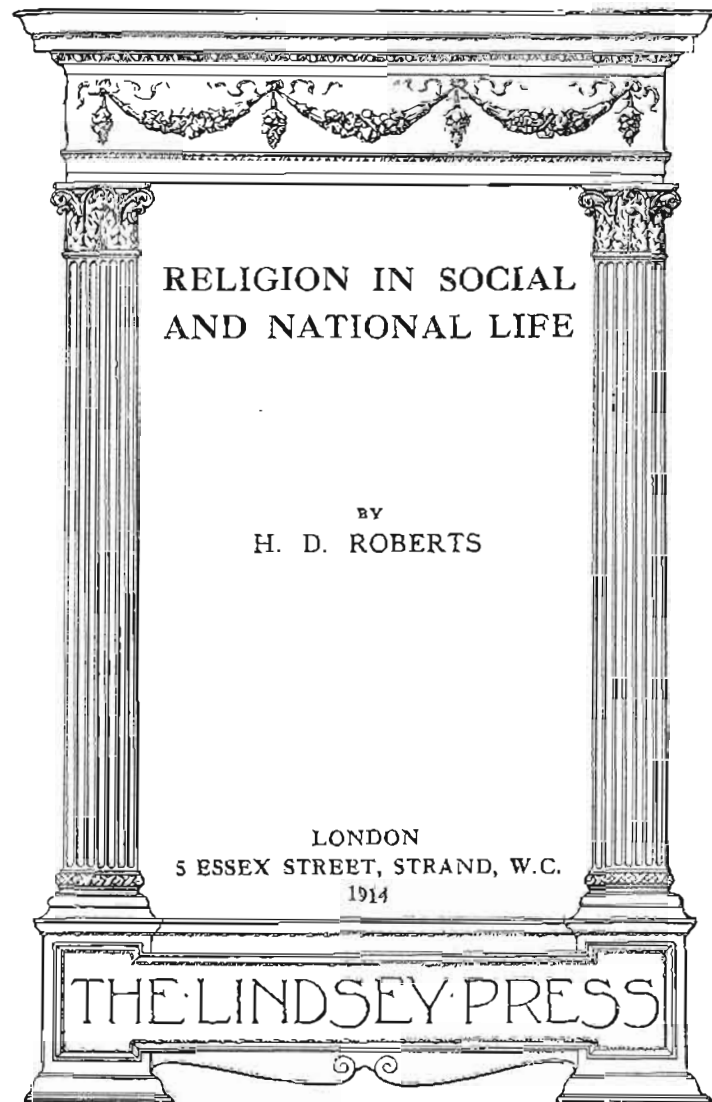 RELIGION IN SOCIAL
AND NATIONAL LIFE
BY
H. D. ROBERTS
LONDON
5 ESSEX STREET, STRAND, W.C.
1914
THE·LINDSEY·PRESS